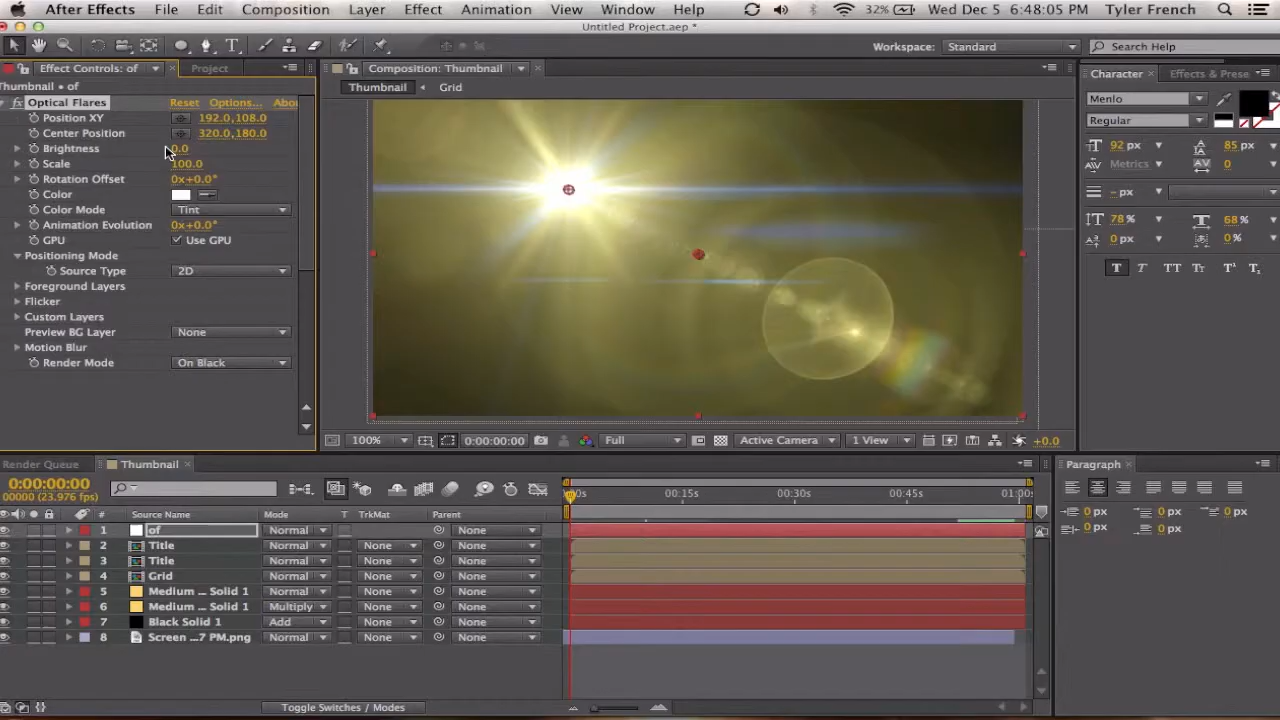 After Effects File Edit Composition Layer Effect Animation View Window Help 32% Wed Dec 5 6:48:05 PM Tyler French
Untitled Project.aep *
Workspace: Standard Search Help
Effect Controls: of Project Composition: Thumbnail Character Effects & Prese
Thumbnail • of Thumbnail Grid
fx Optical Flares Reset Options... Abou
Position XY 192.0,108.0
Center Position 320.0,180.0
Brightness 0.0
Scale 100.0
Rotation Offset 0x+0.0°
Color
Color Mode Tint
Animation Evolution 0x+0.0°
GPU Use GPU
Positioning Mode
Source Type 2D
Foreground Layers
Flicker
Custom Layers
Preview BG Layer None
Motion Blur
Render Mode On Black
Menlo
Regular
92 px 85 px
Metrics 0
- px
78 % 68 %
0 px 0 %
T T TT Tr T¹ T₁
100% 0:00:00:00 Full Active Camera 1 View +0.0
Render Queue Thumbnail Paragraph
0:00:00:00
00000 (23.976 fps)
:00s 00:15s 00:30s 00:45s 01:00s
# Source Name Mode T TrkMat Parent
1 of Normal None
2 Title Normal None None
3 Title Normal None None
4 Grid Normal None None
5 Medium ... Solid 1 Normal None None
6 Medium ... Solid 1 Multiply None None
7 Black Solid 1 Add None None
8 Screen ...7 PM.png Normal None None
Toggle Switches / Modes
0 px 0 px 0 px
0 px 0 px